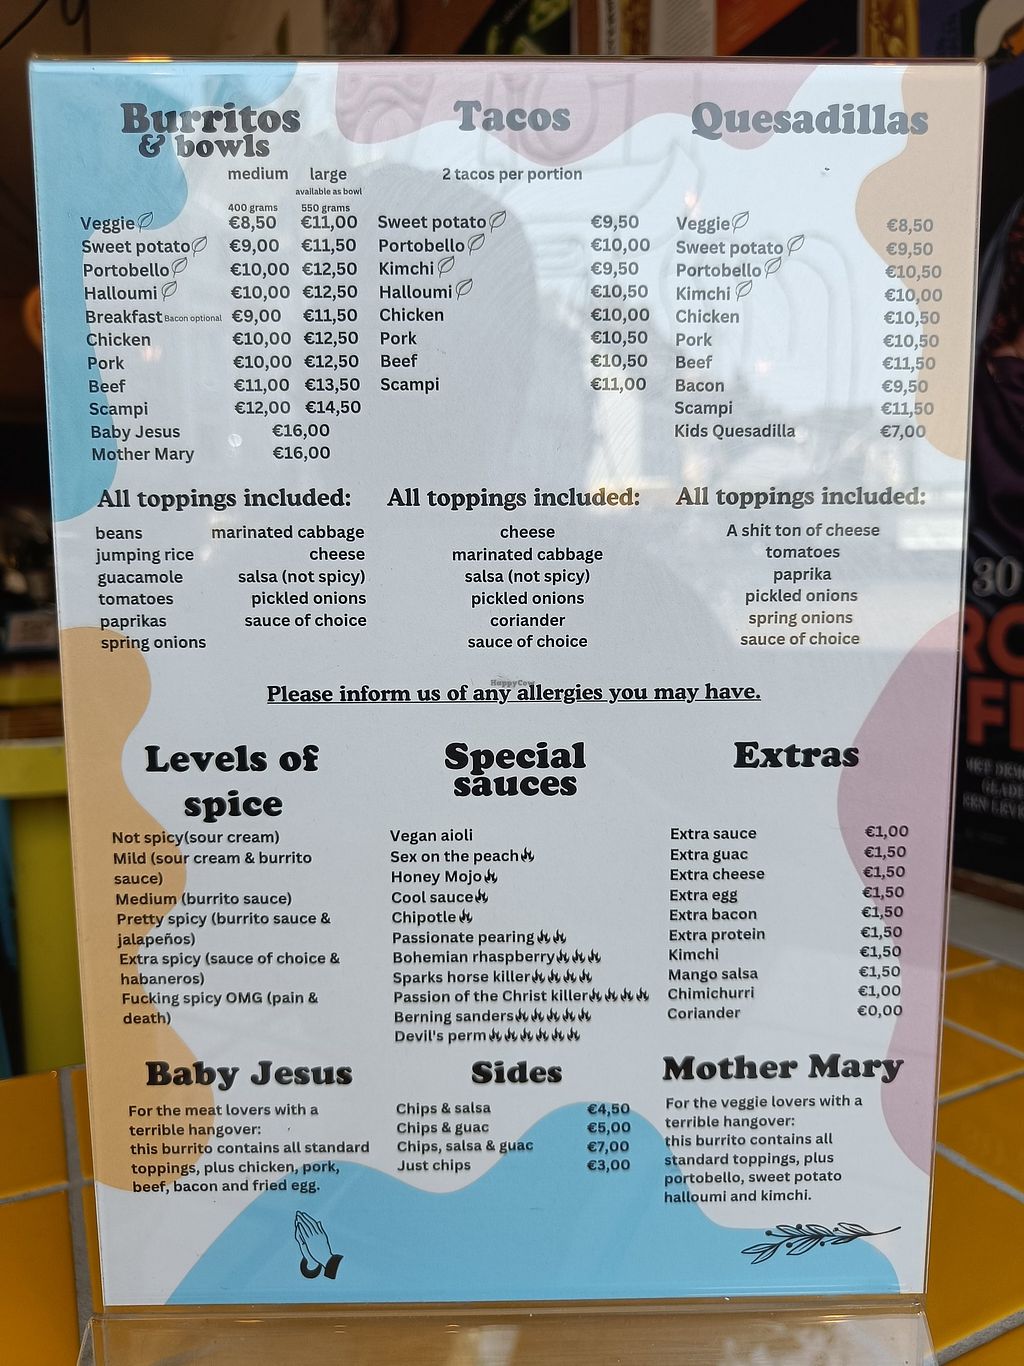 Burritos
& bowls
medium large
available as bowl
400 grams 550 grams
Veggie €8,50 €11,00
Sweet potato €9,00 €11,50
Portobello €10,00 €12,50
Halloumi €10,00 €12,50
Breakfast Bacon optional €9,00 €11,50
Chicken €10,00 €12,50
Pork €10,00 €12,50
Beef €11,00 €13,50
Scampi €12,00 €14,50
Baby Jesus €16,00
Mother Mary €16,00
All toppings included:
beans marinated cabbage
jumping rice cheese
guacamole salsa (not spicy)
tomatoes pickled onions
paprikas sauce of choice
spring onions
Tacos
2 tacos per portion
Sweet potato €9,50
Portobello €10,00
Kimchi €9,50
Halloumi €10,50
Chicken €10,00
Pork €10,50
Beef €10,50
Scampi €11,00
All toppings included:
cheese
marinated cabbage
salsa (not spicy)
pickled onions
coriander
sauce of choice
Quesadillas
Veggie €8,50
Sweet potato €9,50
Portobello €10,50
Kimchi €10,00
Chicken €10,50
Pork €10,50
Beef €11,50
Bacon €9,50
Scampi €11,50
Kids Quesadilla €7,00
All toppings included:
A shit ton of cheese
tomatoes
paprika
pickled onions
spring onions
sauce of choice
HappyCow
Please inform us of any allergies you may have.
Levels of
spice
Not spicy(sour cream)
Mild (sour cream & burrito
sauce)
Medium (burrito sauce)
Pretty spicy (burrito sauce &
jalapeños)
Extra spicy (sauce of choice &
habaneros)
Fucking spicy OMG (pain &
death)
Special
sauces
Vegan aioli
Sex on the peach
Honey Mojo
Cool sauce
Chipotle
Passionate pearing
Bohemian rhaspberry
Sparks horse killer
Passion of the Christ killer
Berning sanders
Devil's perm
Extras
Extra sauce €1,00
Extra guac €1,50
Extra cheese €1,50
Extra egg €1,50
Extra bacon €1,50
Extra protein €1,50
Kimchi €1,50
Mango salsa €1,50
Chimichurri €1,00
Coriander €0,00
Baby Jesus
For the meat lovers with a
terrible hangover:
this burrito contains all standard
toppings, plus chicken, pork,
beef, bacon and fried egg.
Sides
Chips & salsa €4,50
Chips & guac €5,00
Chips, salsa & guac €7,00
Just chips €3,00
Mother Mary
For the veggie lovers with a
terrible hangover:
this burrito contains all
standard toppings, plus
portobello, sweet potato
halloumi and kimchi.
30